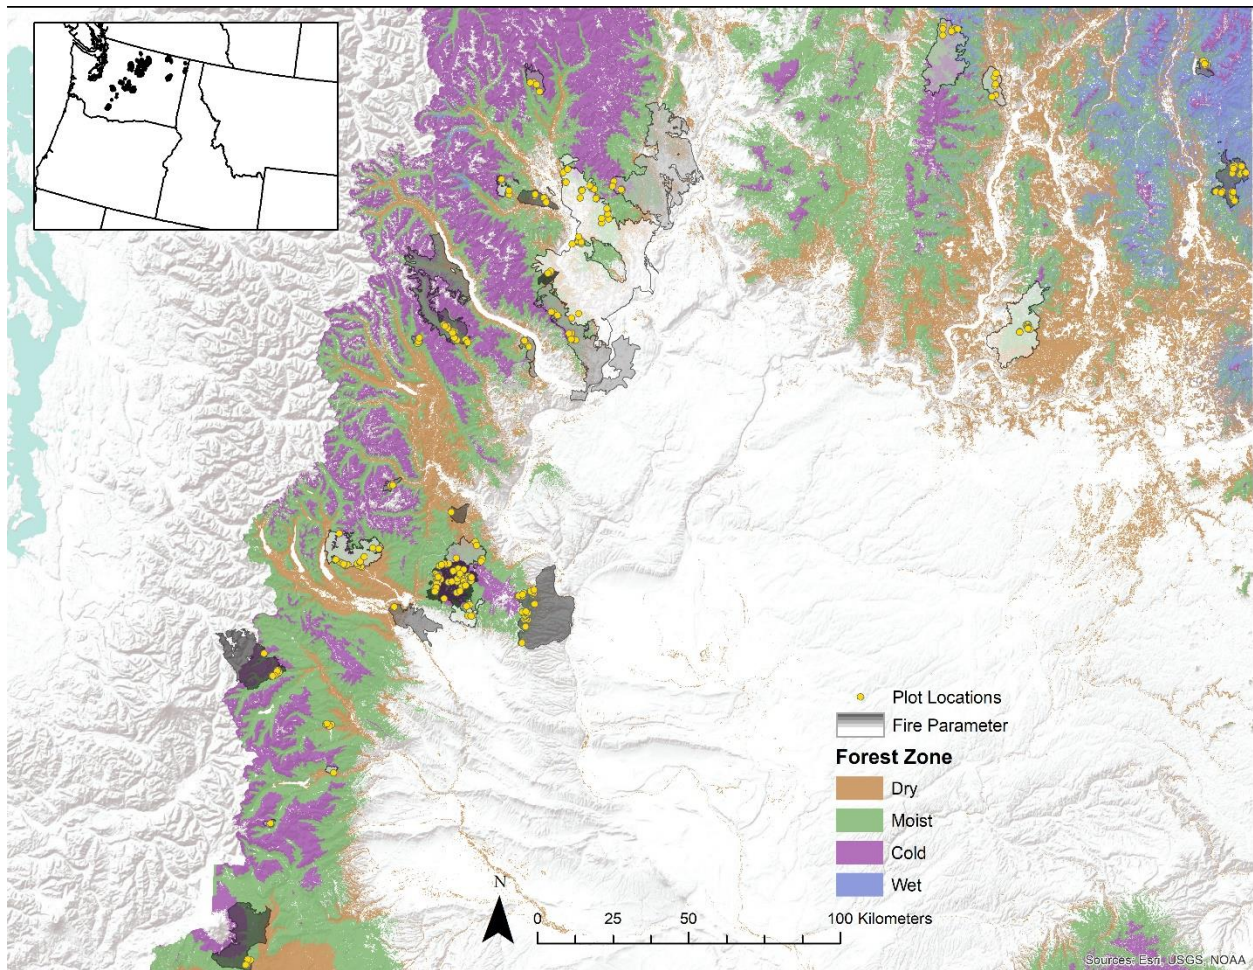 Plot Locations
Fire Parameter
Forest Zone
Dry
Moist
Cold
Wet
N
0 25 50 100 Kilometers
Sources: Esri, USGS, NOAA